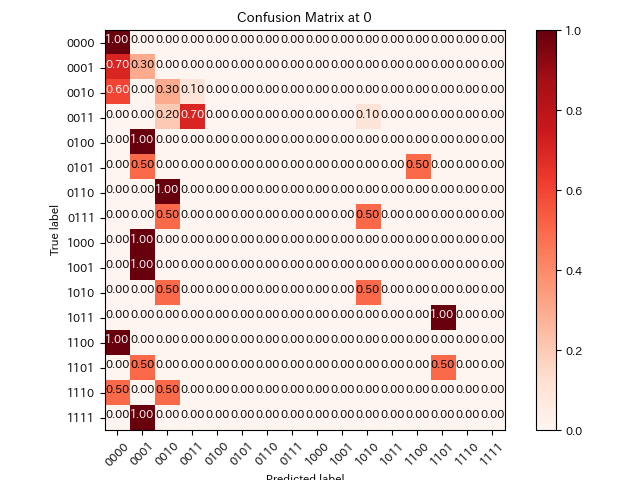 Confusion Matrix at 0
0000 1.00 0.00 0.00 0.00 0.00 0.00 0.00 0.00 0.00 0.00 0.00 0.00 0.00 0.00 0.00 0.00
0001 0.70 0.30 0.00 0.00 0.00 0.00 0.00 0.00 0.00 0.00 0.00 0.00 0.00 0.00 0.00 0.00
0010 0.60 0.00 0.30 0.10 0.00 0.00 0.00 0.00 0.00 0.00 0.00 0.00 0.00 0.00 0.00 0.00
0011 0.00 0.00 0.20 0.70 0.00 0.00 0.00 0.00 0.00 0.00 0.10 0.00 0.00 0.00 0.00 0.00
0100 0.00 1.00 0.00 0.00 0.00 0.00 0.00 0.00 0.00 0.00 0.00 0.00 0.00 0.00 0.00 0.00
0101 0.00 0.50 0.00 0.00 0.00 0.00 0.00 0.00 0.00 0.00 0.00 0.00 0.50 0.00 0.00 0.00
0110 0.00 0.00 1.00 0.00 0.00 0.00 0.00 0.00 0.00 0.00 0.00 0.00 0.00 0.00 0.00 0.00
0111 0.00 0.00 0.50 0.00 0.00 0.00 0.00 0.00 0.00 0.00 0.50 0.00 0.00 0.00 0.00 0.00
1000 0.00 1.00 0.00 0.00 0.00 0.00 0.00 0.00 0.00 0.00 0.00 0.00 0.00 0.00 0.00 0.00
1001 0.00 1.00 0.00 0.00 0.00 0.00 0.00 0.00 0.00 0.00 0.00 0.00 0.00 0.00 0.00 0.00
1010 0.00 0.00 0.50 0.00 0.00 0.00 0.00 0.00 0.00 0.00 0.50 0.00 0.00 0.00 0.00 0.00
1011 0.00 0.00 0.00 0.00 0.00 0.00 0.00 0.00 0.00 0.00 0.00 0.00 0.00 1.00 0.00 0.00
1100 1.00 0.00 0.00 0.00 0.00 0.00 0.00 0.00 0.00 0.00 0.00 0.00 0.00 0.00 0.00 0.00
1101 0.00 0.50 0.00 0.00 0.00 0.00 0.00 0.00 0.00 0.00 0.00 0.00 0.00 0.50 0.00 0.00
1110 0.50 0.00 0.50 0.00 0.00 0.00 0.00 0.00 0.00 0.00 0.00 0.00 0.00 0.00 0.00 0.00
1111 0.00 1.00 0.00 0.00 0.00 0.00 0.00 0.00 0.00 0.00 0.00 0.00 0.00 0.00 0.00 0.00
0000 0001 0010 0011 0100 0101 0110 0111 1000 1001 1010 1011 1100 1101 1110 1111
Predicted label
True label
1.0
0.8
0.6
0.4
0.2
0.0